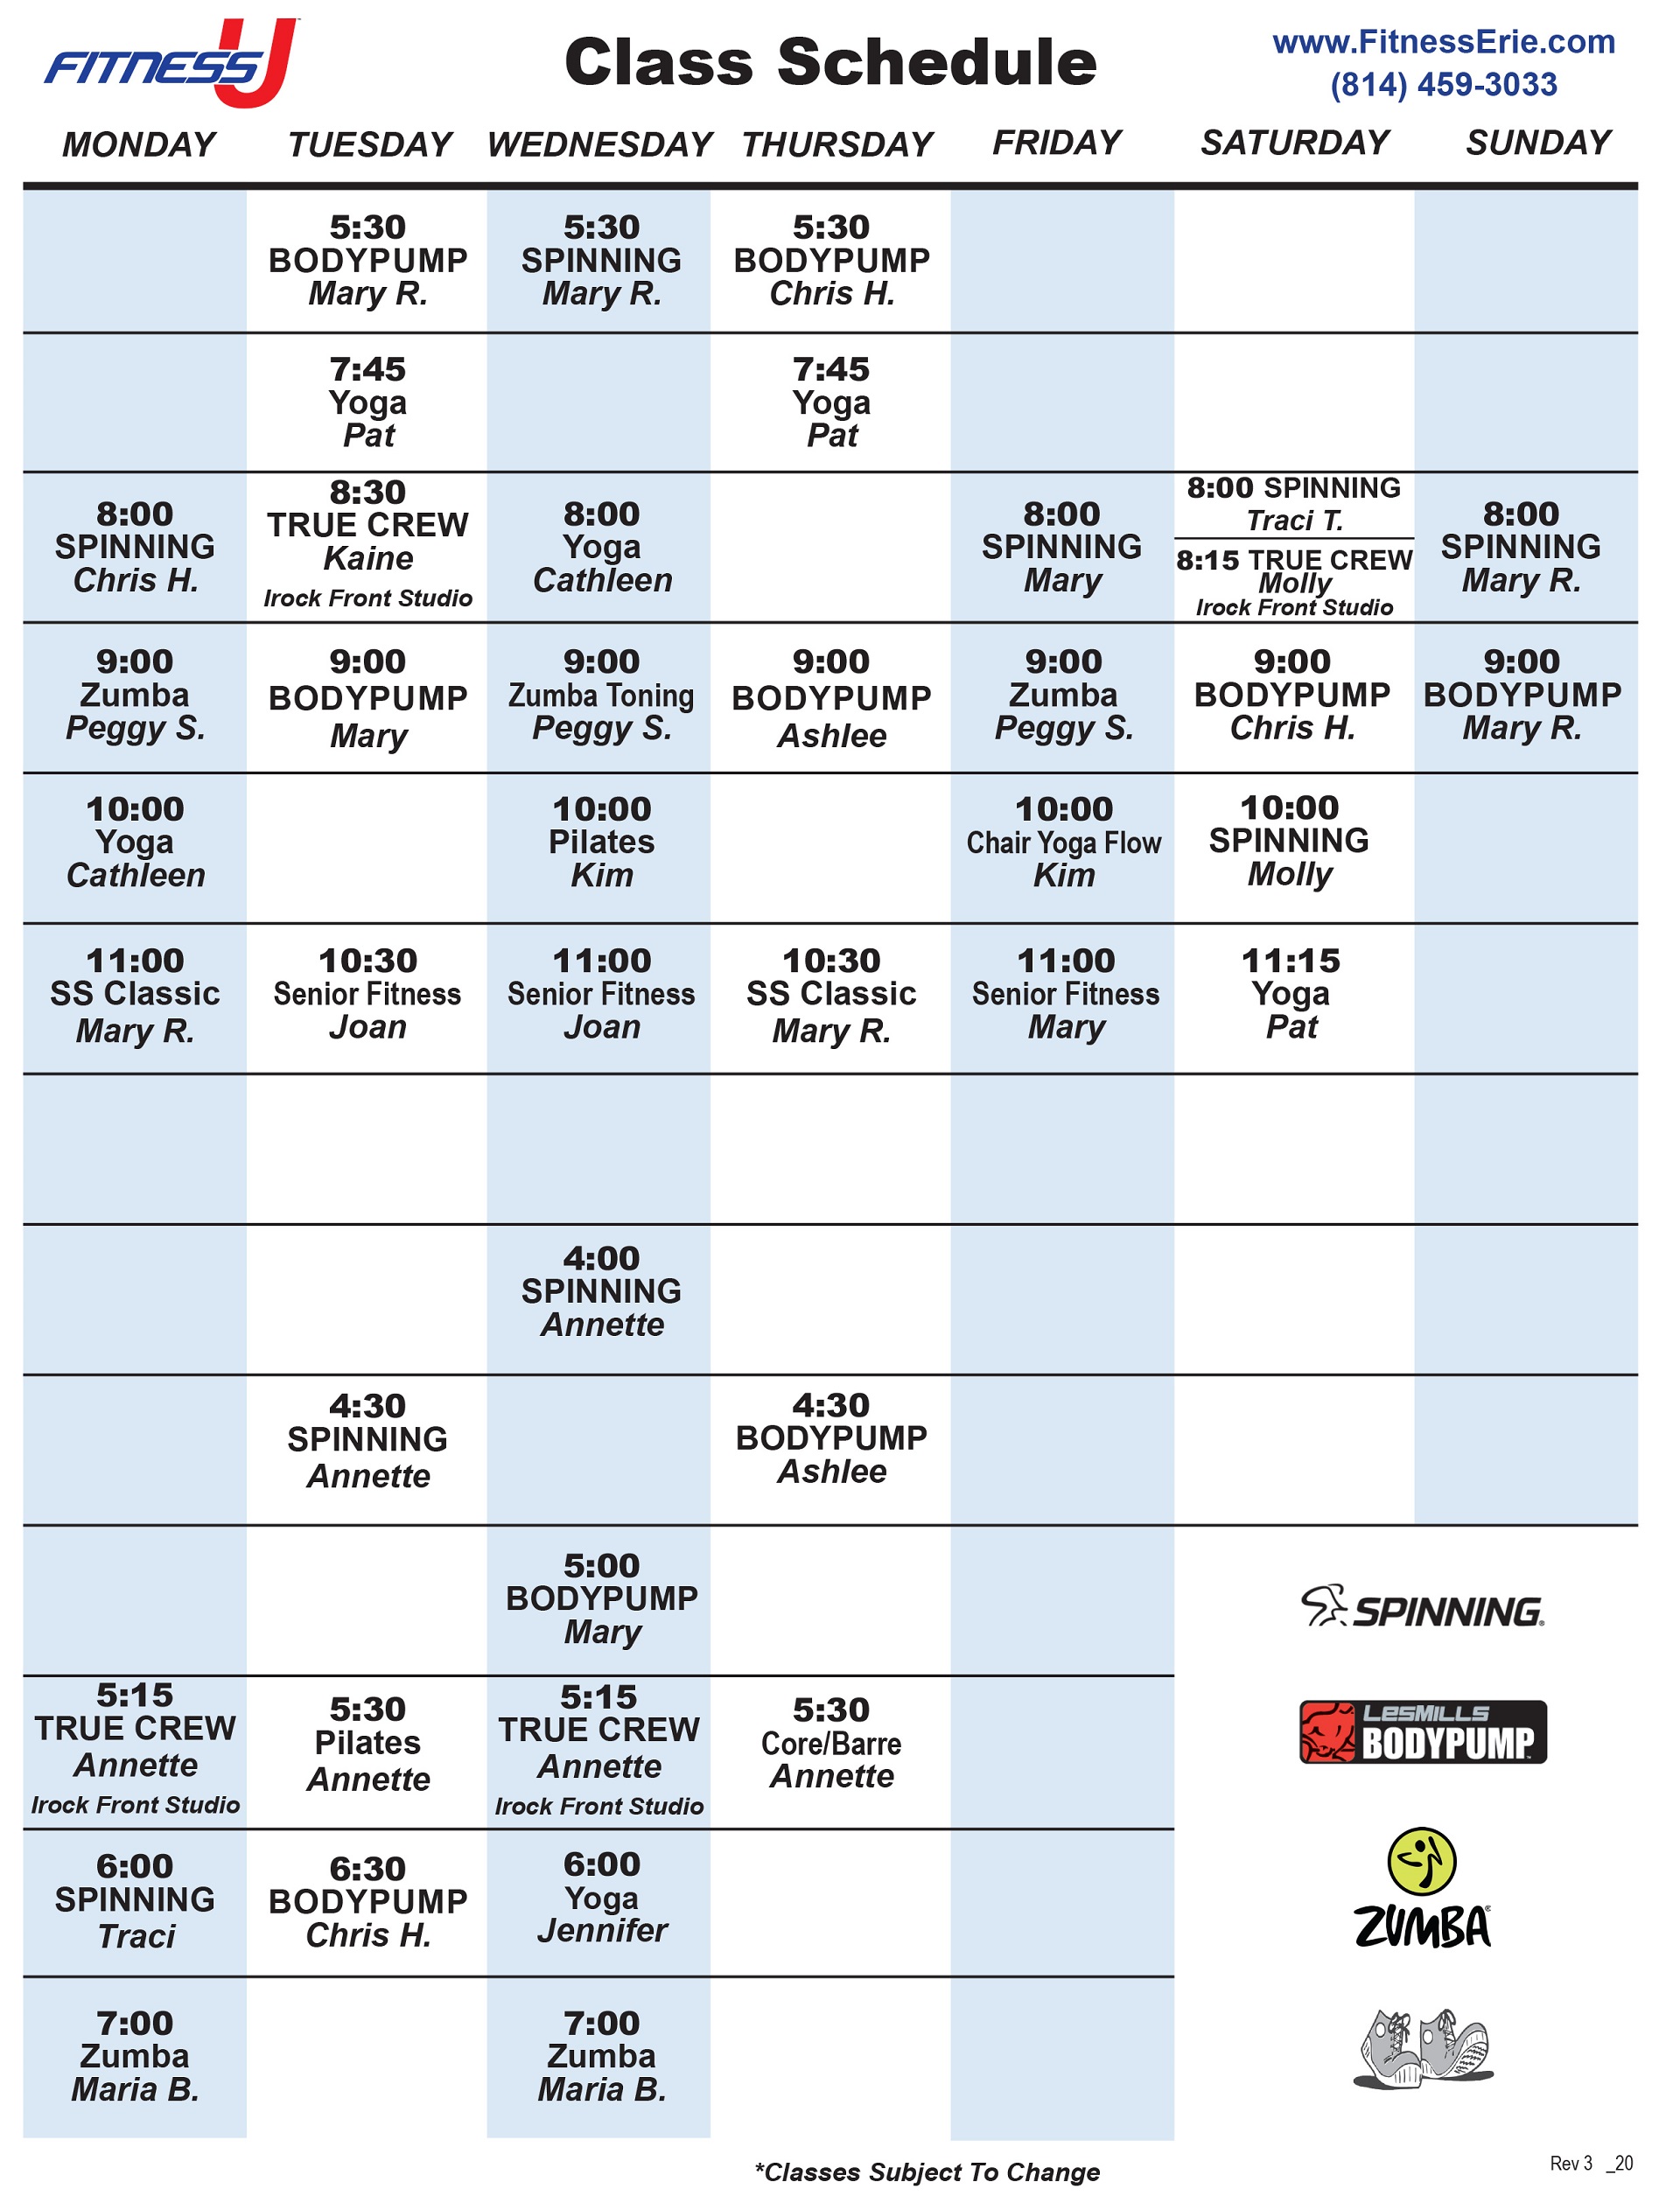 FITNESS U
Class Schedule
www.FitnessErie.com
(814) 459-3033
MONDAY TUESDAY WEDNESDAY THURSDAY FRIDAY SATURDAY SUNDAY
5:30
BODYPUMP
Mary R.
5:30
SPINNING
Mary R.
5:30
BODYPUMP
Chris H.
7:45
Yoga
Pat
7:45
Yoga
Pat
8:00
SPINNING
Chris H.
8:30
TRUE CREW
Kaine
Irock Front Studio
8:00
Yoga
Cathleen
8:00
SPINNING
Mary
8:00 SPINNING
Traci T.
8:15 TRUE CREW
Molly
Irock Front Studio
8:00
SPINNING
Mary R.
9:00
Zumba
Peggy S.
9:00
BODYPUMP
Mary
9:00
Zumba Toning
Peggy S.
9:00
BODYPUMP
Ashlee
9:00
Zumba
Peggy S.
9:00
BODYPUMP
Chris H.
9:00
BODYPUMP
Mary R.
10:00
Yoga
Cathleen
10:00
Pilates
Kim
10:00
Chair Yoga Flow
Kim
10:00
SPINNING
Molly
11:00
SS Classic
Mary R.
10:30
Senior Fitness
Joan
11:00
Senior Fitness
Joan
10:30
SS Classic
Mary R.
11:00
Senior Fitness
Mary
11:15
Yoga
Pat
4:00
SPINNING
Annette
4:30
SPINNING
Annette
4:30
BODYPUMP
Ashlee
5:00
BODYPUMP
Mary
SPINNING®
5:15
TRUE CREW
Annette
Irock Front Studio
5:30
Pilates
Annette
5:15
TRUE CREW
Annette
Irock Front Studio
5:30
Core/Barre
Annette
LESMILLS
BODYPUMP
6:00
SPINNING
Traci
6:30
BODYPUMP
Chris H.
6:00
Yoga
Jennifer
ZUMBA®
7:00
Zumba
Maria B.
7:00
Zumba
Maria B.
*Classes Subject To Change
Rev 3 _20